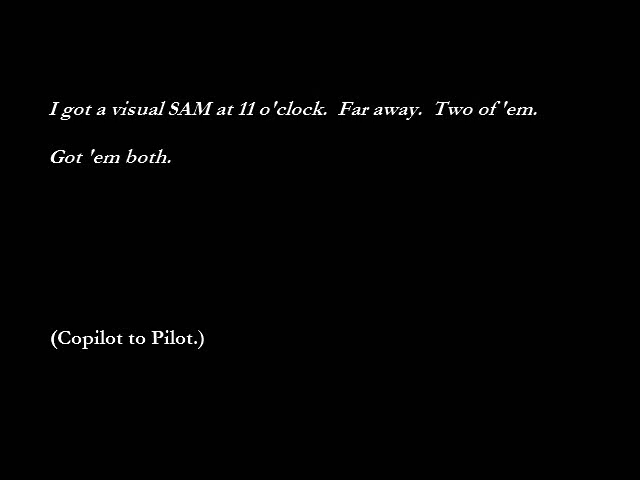 I got a visual SAM at 11 o'clock.  Far away.  Two of 'em.
Got 'em both.
(Copilot to Pilot.)